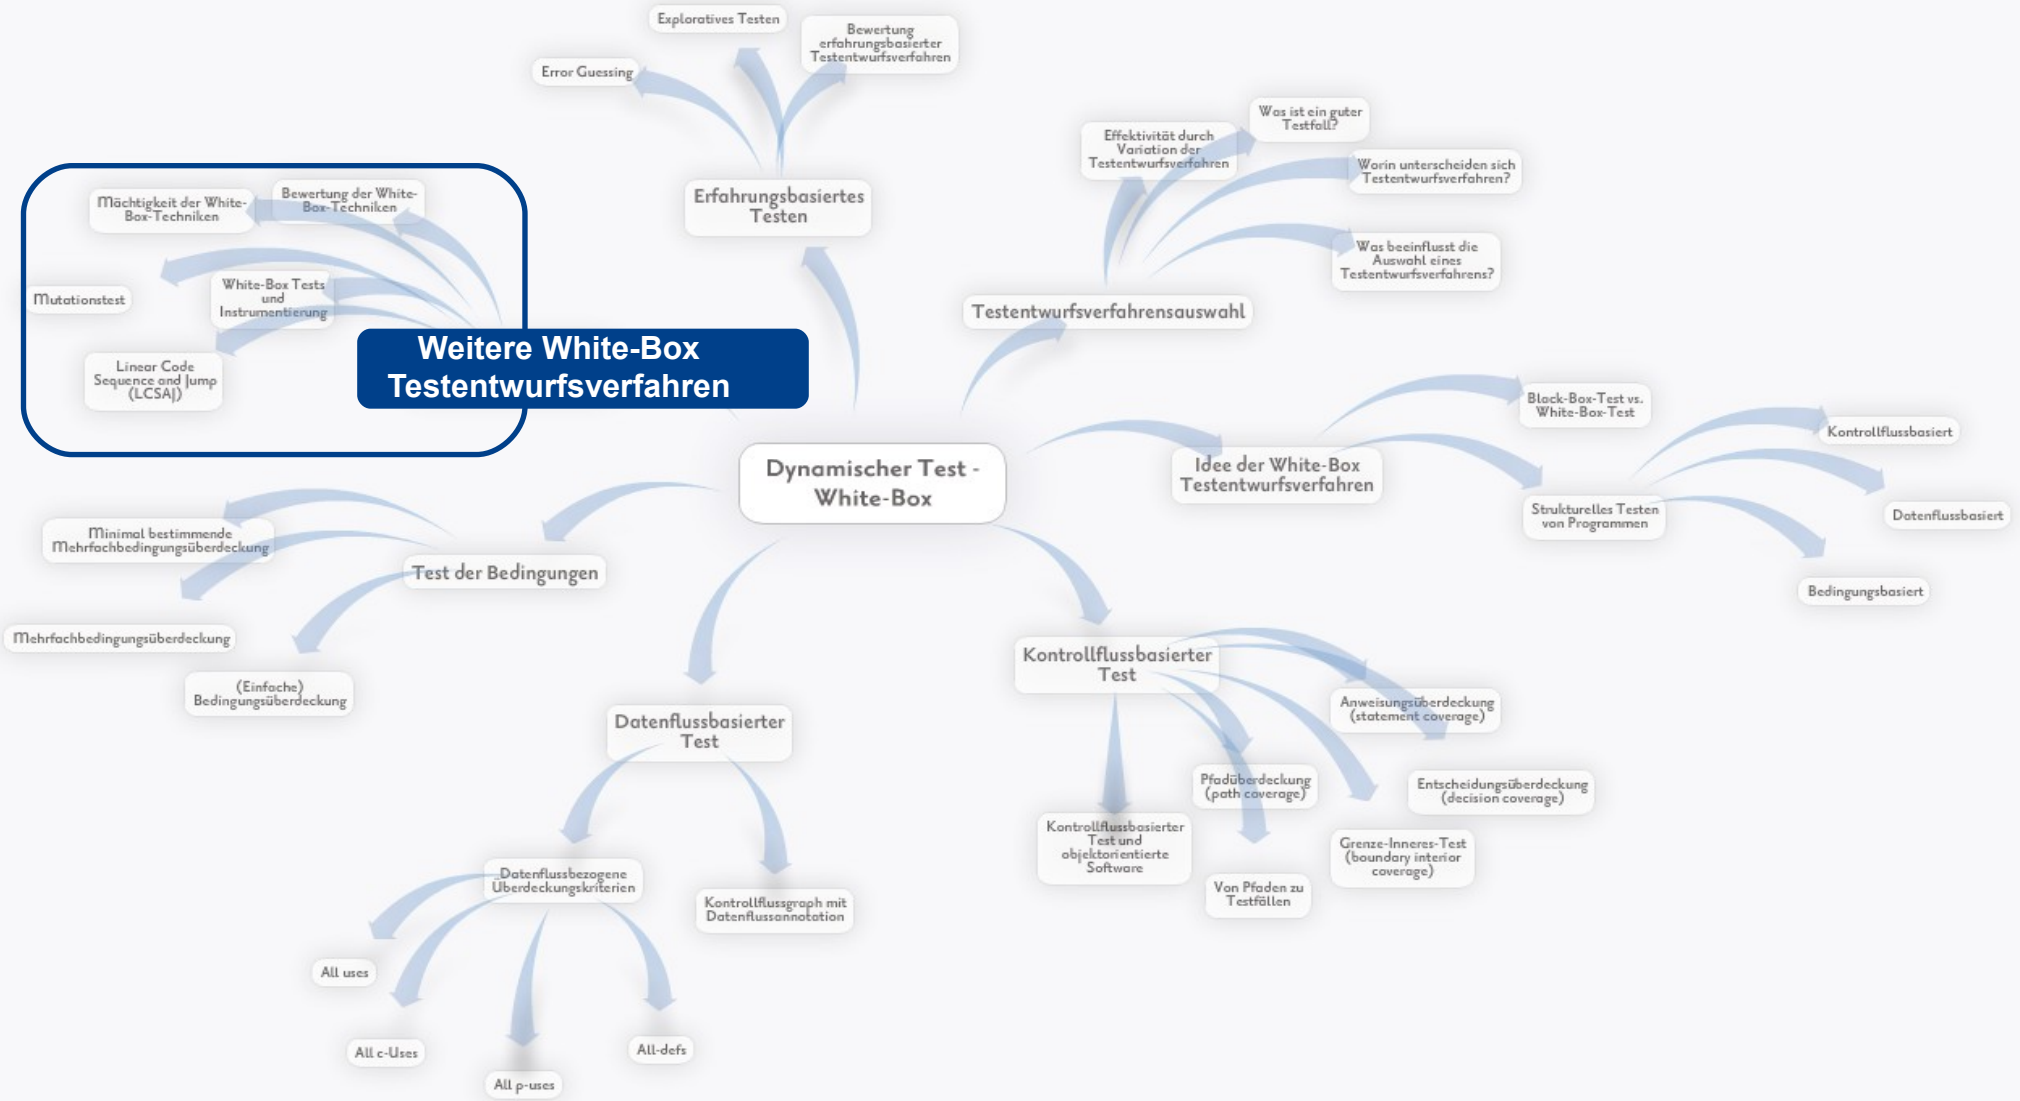 Exploratives Testen
Bewertung
erfahrungsbasierter
Testentwurfsverfahren
Error Guessing
Erfahrungsbasiertes
Testen
Was ist ein guter
Testfall?
Effektivität durch
Variation der
Testentwurfsverfahren
Worin unterscheiden sich
Testentwurfsverfahren?
Was beeinflusst die
Auswahl eines
Testentwurfsverfahrens?
Testentwurfsverfahrensauswahl
Mächtigkeit der White-
Box-Techniken
Bewertung der White-
Box-Techniken
Mutationstest
White-Box Tests
und
Instrumentierung
Linear Code
Sequence and Jump
(LCSAJ)
Weitere White-Box
Testentwurfsverfahren
Dynamischer Test -
White-Box
Idee der White-Box
Testentwurfsverfahren
Black-Box-Test vs.
White-Box-Test
Strukturelles Testen
von Programmen
Kontrollflussbasiert
Datenflussbasiert
Bedingungsbasiert
Minimal bestimmende
Mehrfachbedingungsüberdeckung
Test der Bedingungen
Mehrfachbedingungsüberdeckung
(Einfache)
Bedingungsüberdeckung
Datenflussbasierter
Test
Datenflussbezogene
Überdeckungskriterien
Kontrollflussgraph mit
Datenflussannotation
All uses
All c-Uses
All p-uses
All-defs
Kontrollflussbasierter
Test
Anweisungsüberdeckung
(statement coverage)
Entscheidungsüberdeckung
(decision coverage)
Pfadüberdeckung
(path coverage)
Grenze-Inneres-Test
(boundary interior
coverage)
Kontrollflussbasierter
Test und
objektorientierte
Software
Von Pfaden zu
Testfällen